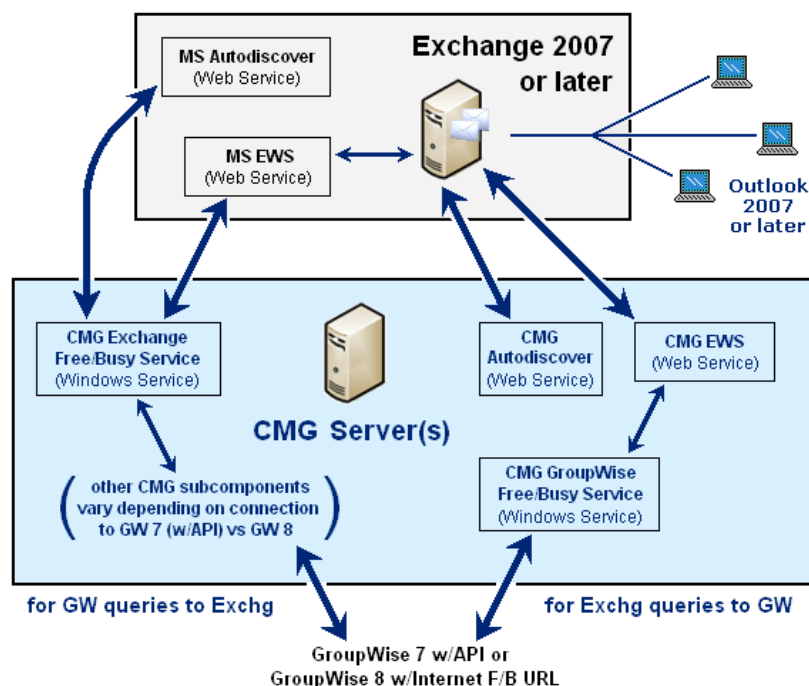 MS Autodiscover
(Web Service)
Exchange 2007
or later
MS EWS
(Web Service)
Outlook
2007
or later
CMG Exchange
Free/Busy Service
(Windows Service)
CMG
Autodiscover
(Web Service)
CMG EWS
(Web Service)
CMG Server(s)
( other CMG subcomponents
vary depending on connection
to GW 7 (w/API) vs GW 8 )
CMG GroupWise
Free/Busy Service
(Windows Service)
for GW queries to Exchg
for Exchg queries to GW
GroupWise 7 w/API or
GroupWise 8 w/Internet F/B URL